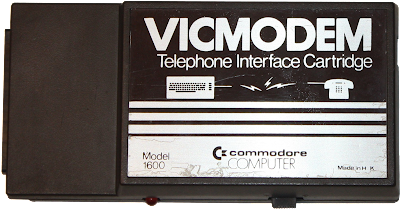 VICMODEM
Telephone Interface Cartridge
Model
1600
commodore
COMPUTER
Made in H.K.